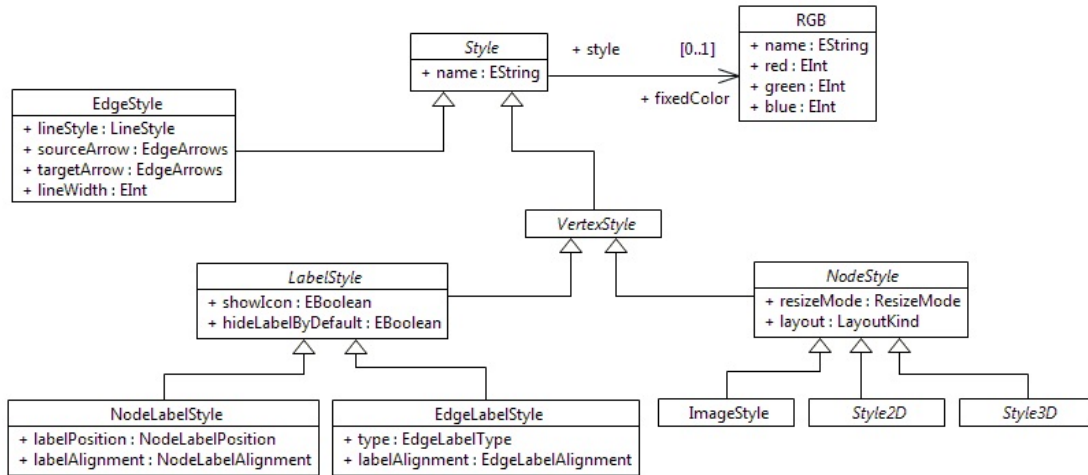 Style
+ name : EString
+ style
[0..1]
+ fixedColor
RGB
+ name : EString
+ red : EInt
+ green : EInt
+ blue : EInt
EdgeStyle
+ lineStyle : LineStyle
+ sourceArrow : EdgeArrows
+ targetArrow : EdgeArrows
+ lineWidth : EInt
VertexStyle
LabelStyle
+ showIcon : EBoolean
+ hideLabelByDefault : EBoolean
NodeStyle
+ resizeMode : ResizeMode
+ layout : LayoutKind
NodeLabelStyle
+ labelPosition : NodeLabelPosition
+ labelAlignment : NodeLabelAlignment
EdgeLabelStyle
+ type : EdgeLabelType
+ labelAlignment : EdgeLabelAlignment
ImageStyle
Style2D
Style3D